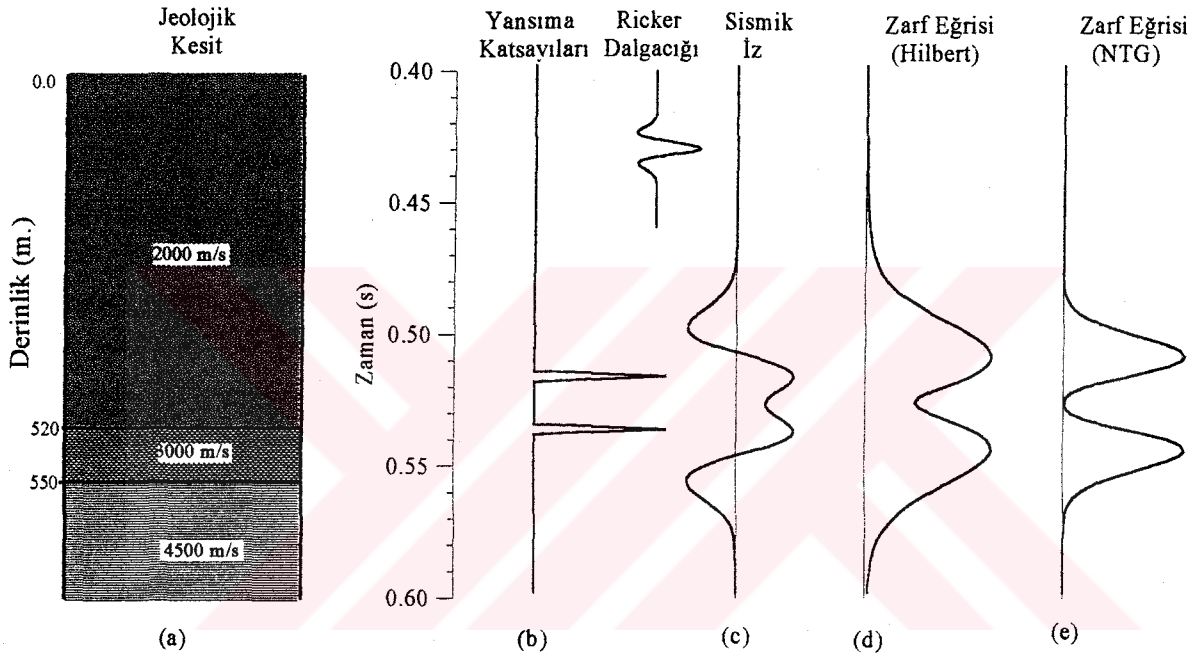 Jeolojik
Kesit
Yansıma
Katsayıları
Ricker
Dalgacığı
Sismik
İz
Zarf Eğrisi
(Hilbert)
Zarf Eğrisi
(NTG)
0.0
520
550
Derinlik (m.)
2000 m/s
3000 m/s
4500 m/s
0.40
0.45
0.50
0.55
0.60
Zaman (s)
(a)
(b)
(c)
(d)
(e)